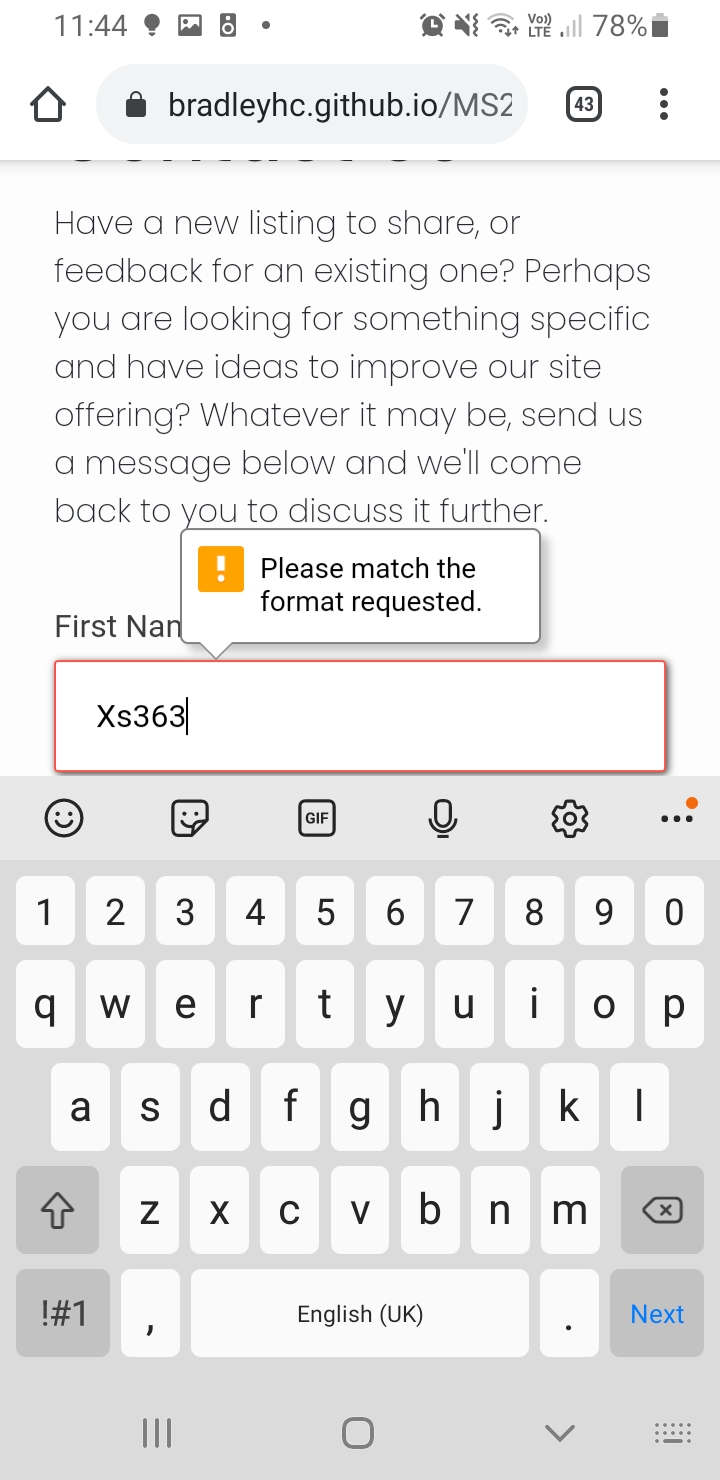 11:44 Vo)) LTE 78%
bradleyhc.github.io/MS2 43
Have a new listing to share, or
feedback for an existing one? Perhaps
you are looking for something specific
and have ideas to improve our site
offering? Whatever it may be, send us
a message below and we'll come
back to you to discuss it further.
Please match the
format requested.
First Nan
Xs363
GIF
1 2 3 4 5 6 7 8 9 0
q w e r t y u i o p
a s d f g h j k l
z x c v b n m
!#1 , English (UK) . Next